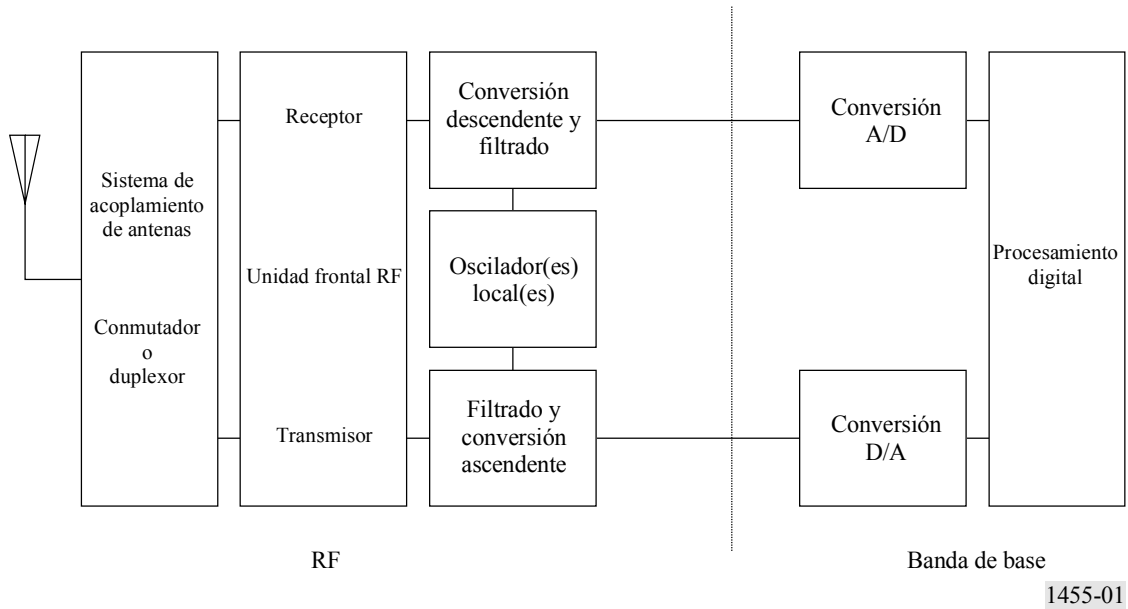 Sistema de
acoplamiento
de antenas
Conmutador
o
duplexor
Receptor
Unidad frontal RF
Transmisor
Conversión
descendente y
filtrado
Oscilador(es)
local(es)
Filtrado y
conversión
ascendente
Conversión
A/D
Conversión
D/A
Procesamiento
digital
RF
Banda de base
1455-01